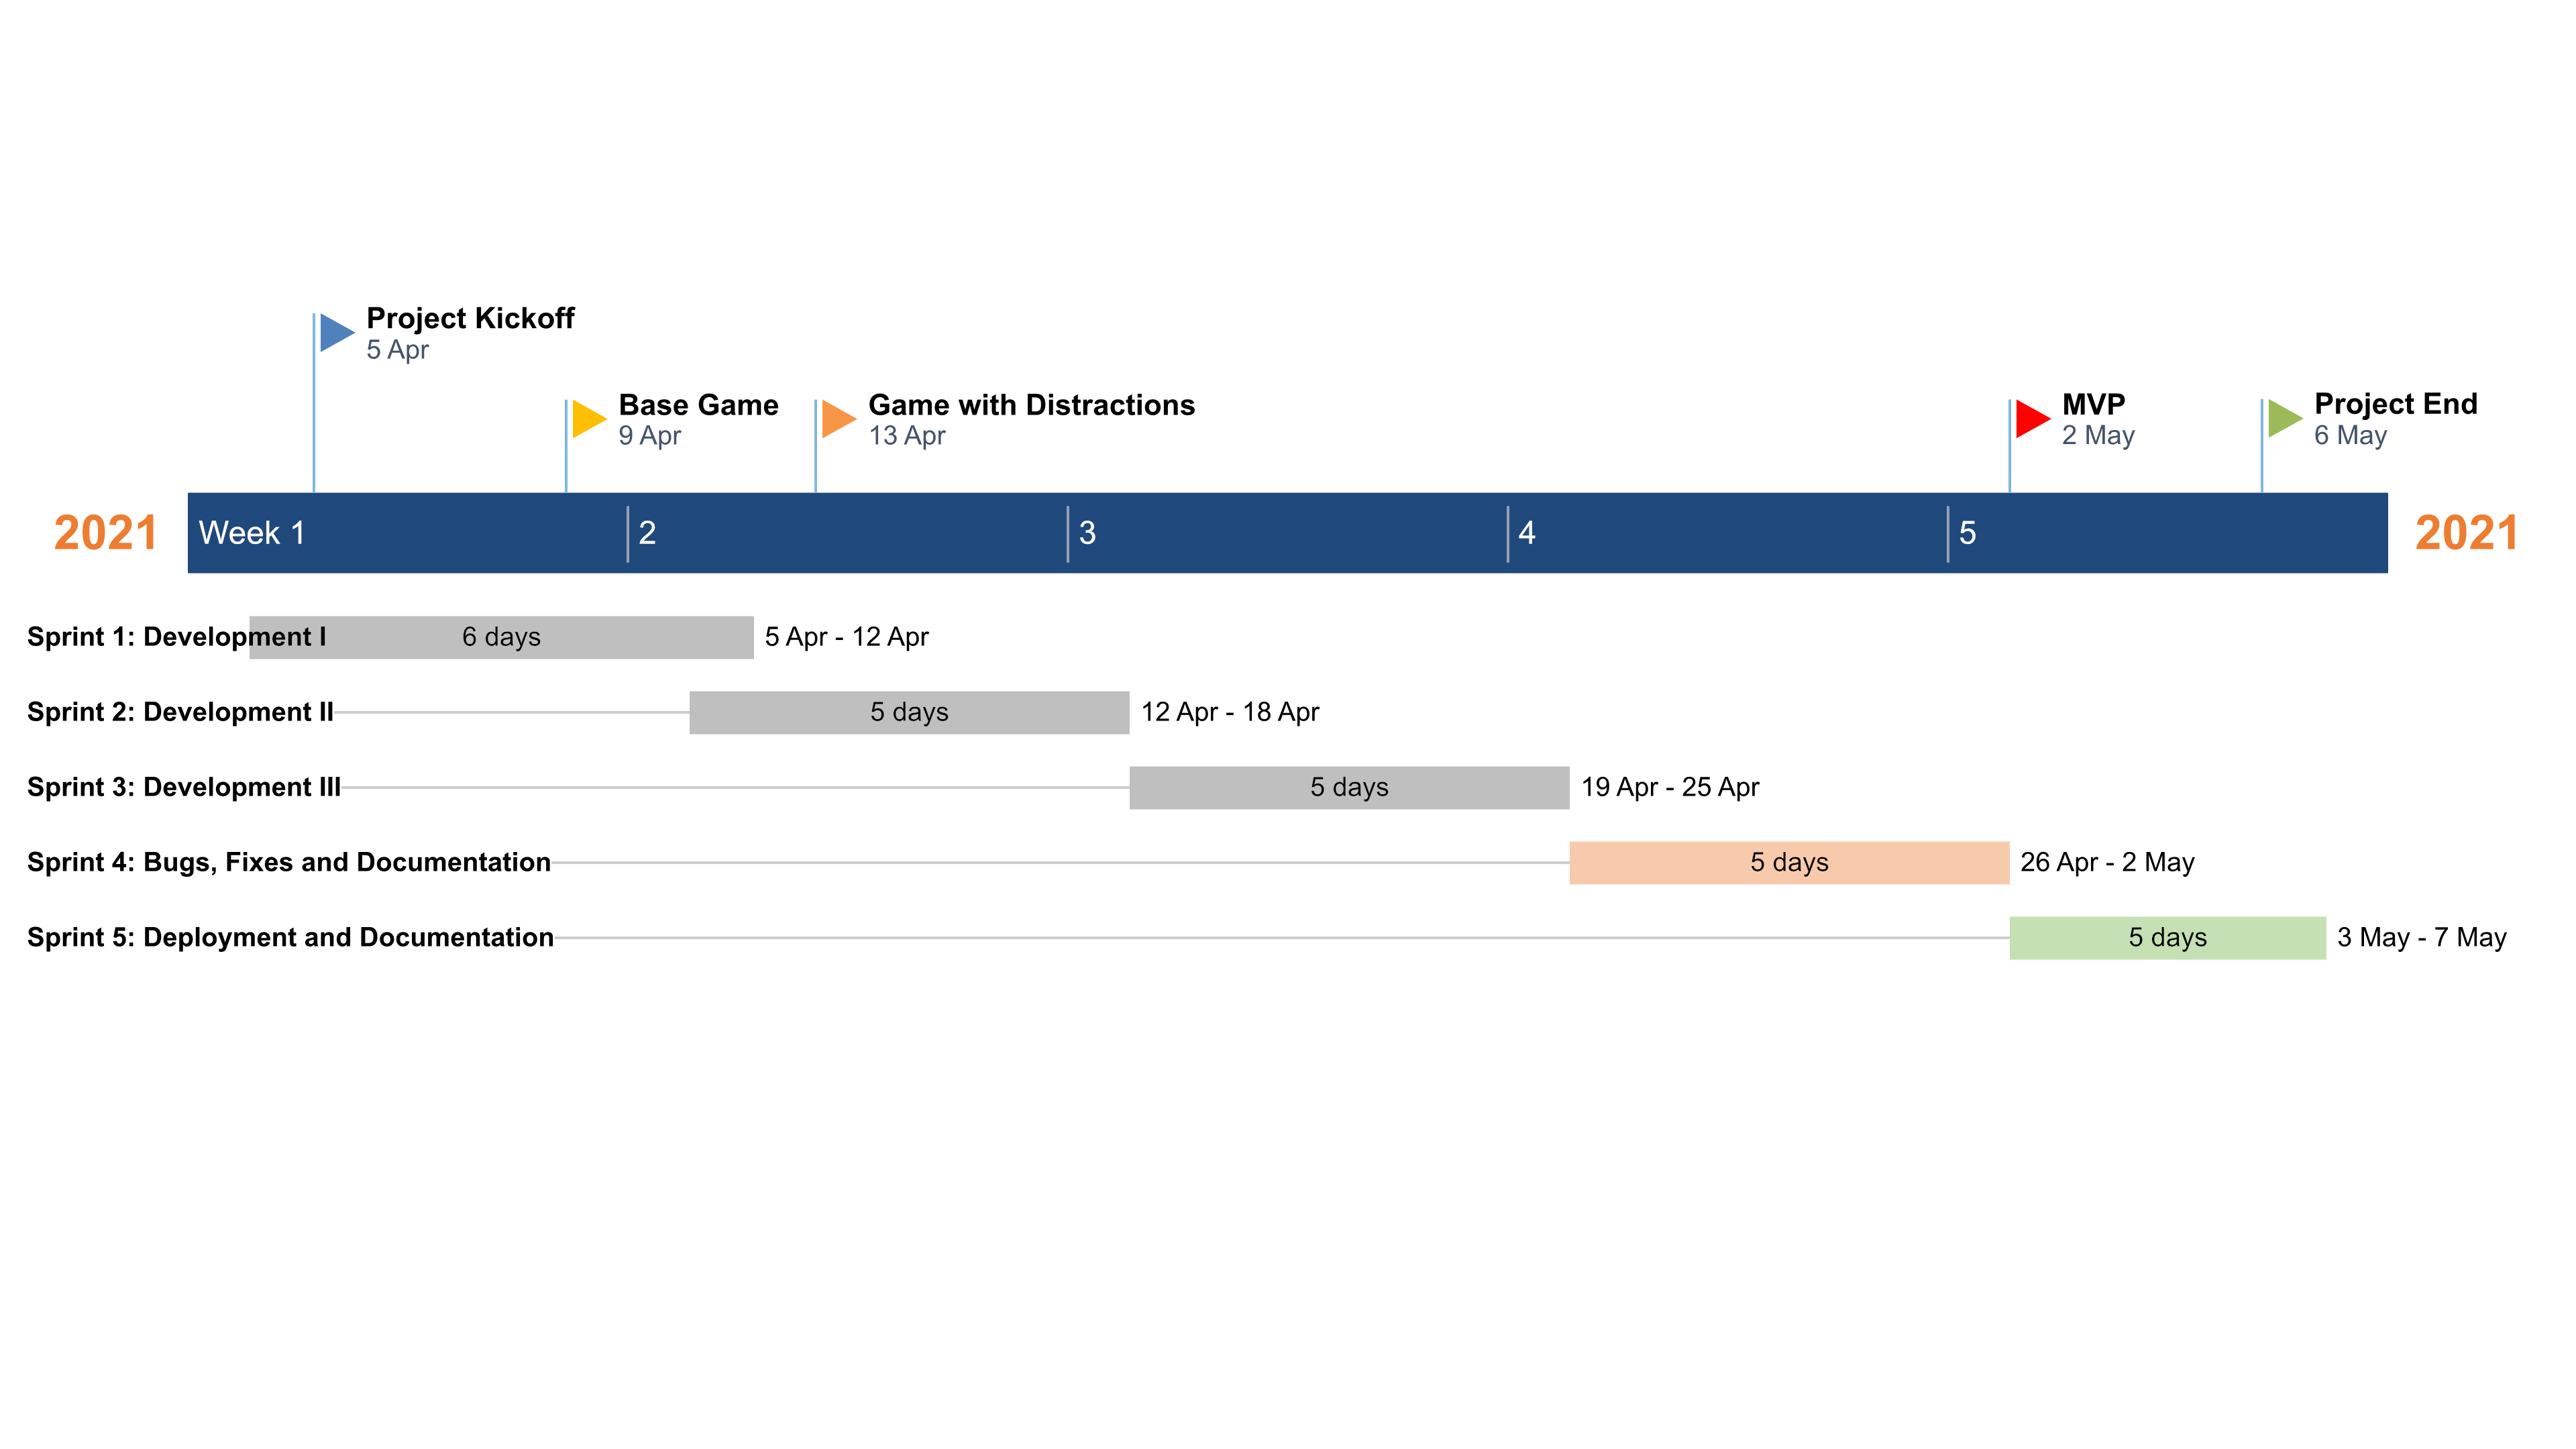 Project Kickoff
5 Apr
Base Game
9 Apr
Game with Distractions
13 Apr
MVP
2 May
Project End
6 May
2021 Week 1 2 3 4 5 2021
Sprint 1: Development I 6 days 5 Apr - 12 Apr
Sprint 2: Development II 5 days 12 Apr - 18 Apr
Sprint 3: Development III 5 days 19 Apr - 25 Apr
Sprint 4: Bugs, Fixes and Documentation 5 days 26 Apr - 2 May
Sprint 5: Deployment and Documentation 5 days 3 May - 7 May